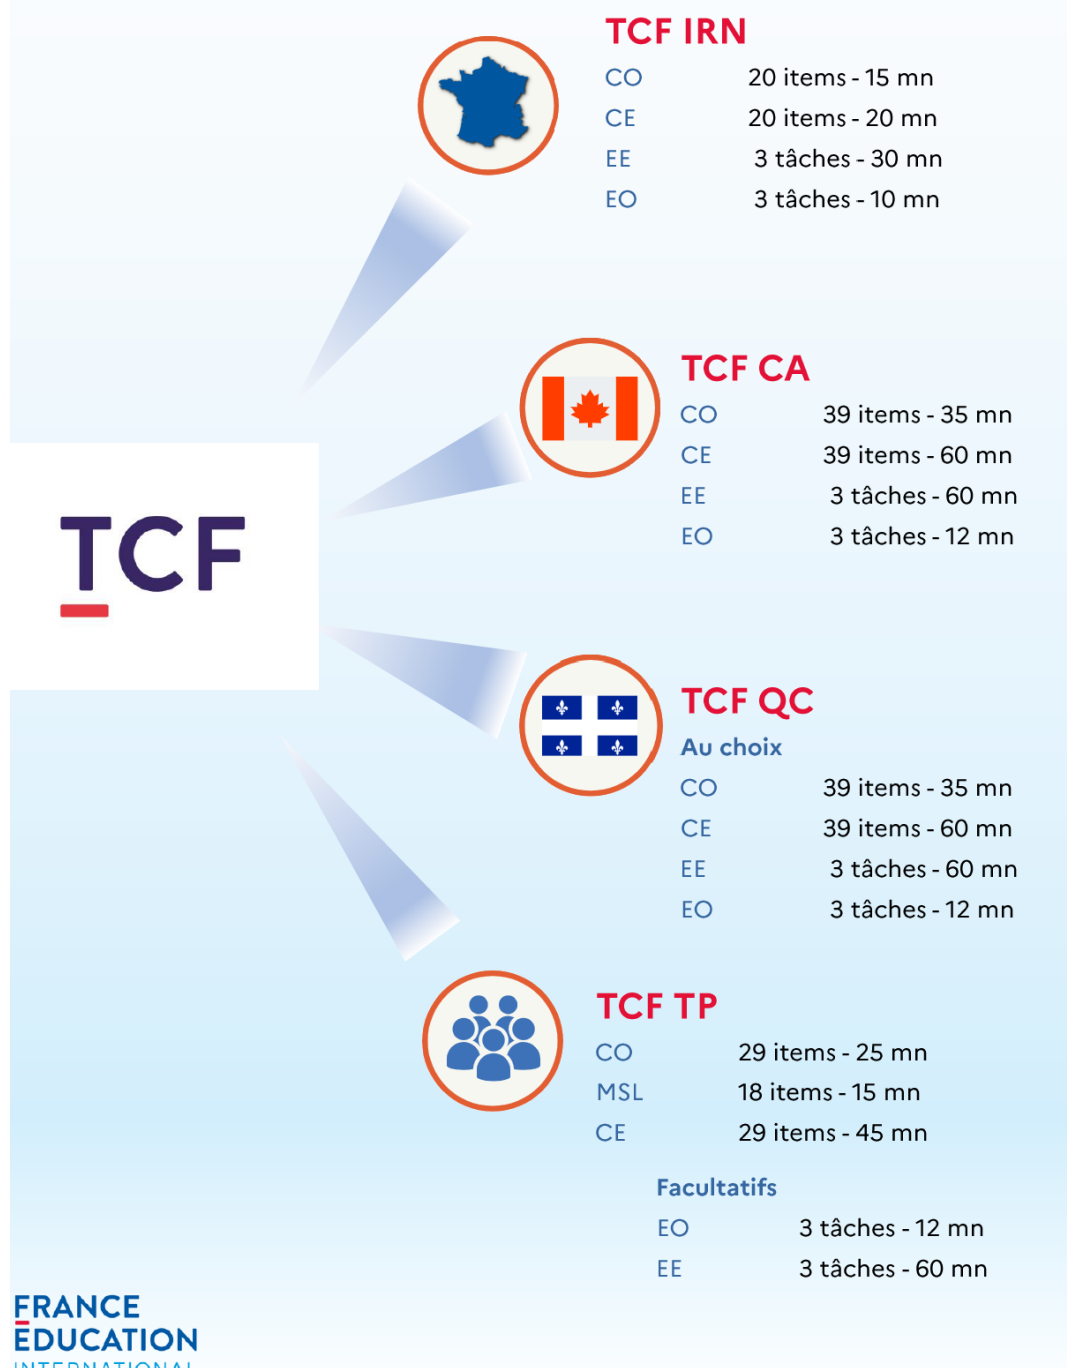 TCF IRN
CO 20 items - 15 mn
CE 20 items - 20 mn
EE 3 tâches - 30 mn
EO 3 tâches - 10 mn
TCF CA
CO 39 items - 35 mn
CE 39 items - 60 mn
EE 3 tâches - 60 mn
EO 3 tâches - 12 mn
TCF
TCF QC
Au choix
CO 39 items - 35 mn
CE 39 items - 60 mn
EE 3 tâches - 60 mn
EO 3 tâches - 12 mn
TCF TP
CO 29 items - 25 mn
MSL 18 items - 15 mn
CE 29 items - 45 mn
Facultatifs
EO 3 tâches - 12 mn
EE 3 tâches - 60 mn
FRANCE
EDUCATION
INTERNATIONAL